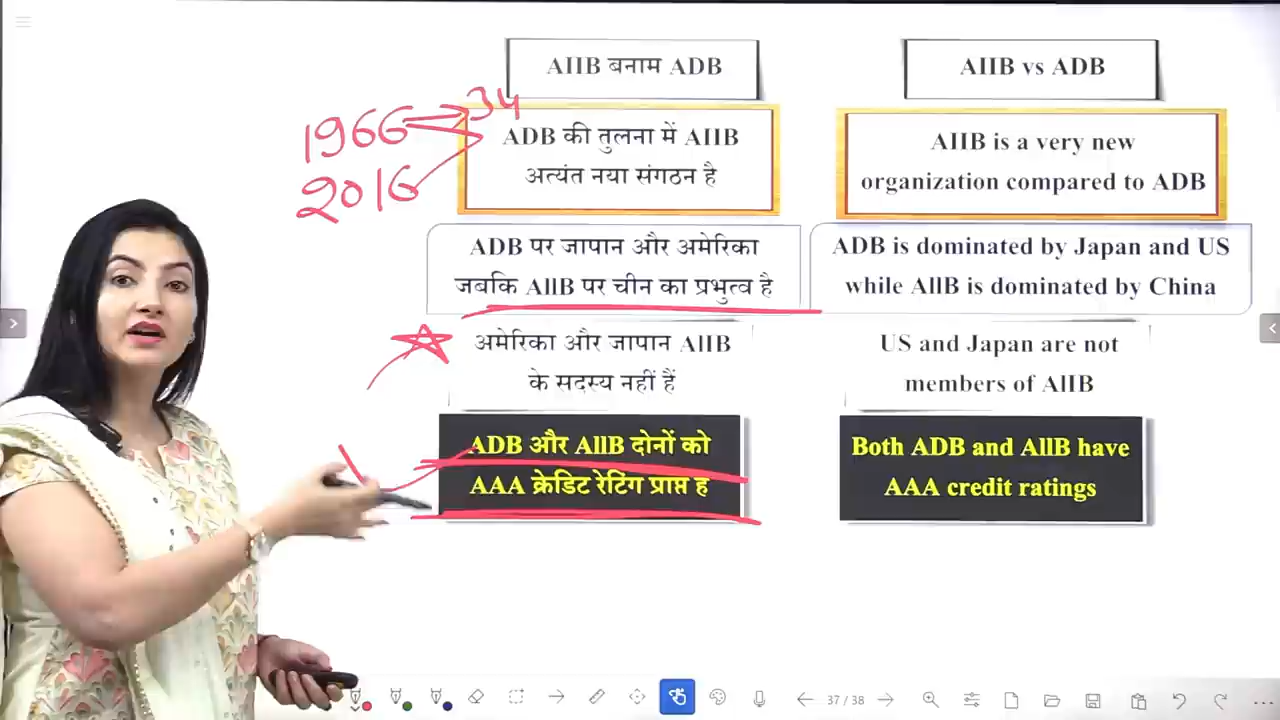 AIIB बनाम ADB
AIIB vs ADB
1966
34
2016
ADB की तुलना में AIIB
अत्यंत नया संगठन है
AIIB is a very new
organization compared to ADB
ADB पर जापान और अमेरिका
जबकि AIIB पर चीन का प्रभुत्व है
ADB is dominated by Japan and US
while AIIB is dominated by China
अमेरिका और जापान AIIB
के सदस्य नहीं हैं
US and Japan are not
members of AIIB
ADB और AIIB दोनों को
AAA क्रेडिट रेटिंग प्राप्त ह
Both ADB and AIIB have
AAA credit ratings
37 / 38